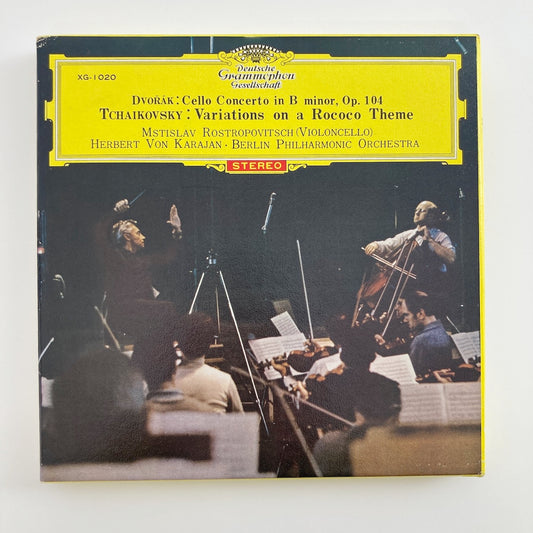 Deutsche
Grammophon
Gesellschaft
XG-1020
DVOŘÁK: Cello Concerto in B minor, Op. 104
TCHAIKOVSKY: Variations on a Rococo Theme
MSTISLAV ROSTROPOVITSCH (VIOLONCELLO)
HERBERT VON KARAJAN · BERLIN PHILHARMONIC ORCHESTRA
STEREO